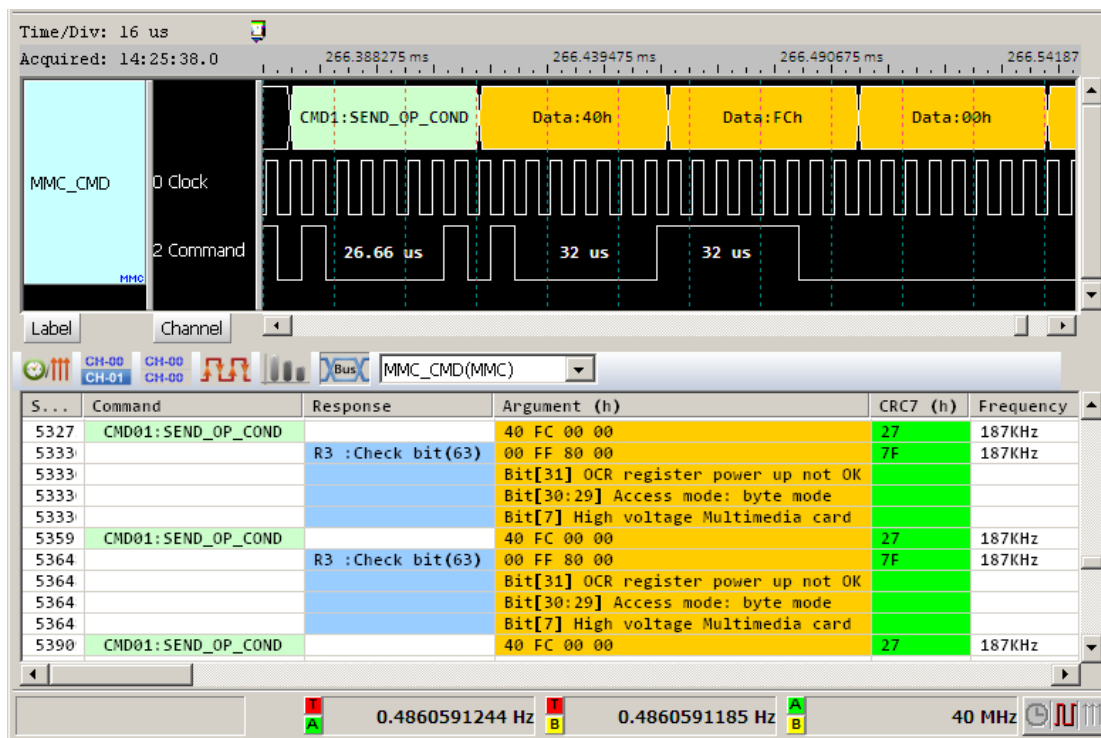 Time/Div: 16 us
Acquired: 14:25:38.0 266.388275 ms 266.439475 ms 266.490675 ms 266.54187
CMD1:SEND_OP_COND Data:40h Data:FCh Data:00h
MMC_CMD 0 Clock
2 Command 26.66 us 32 us 32 us
MMC
Label Channel
CH-00 CH-00
CH-01 CH-00 Bus MMC_CMD(MMC)
S... Command Response Argument (h) CRC7 (h) Frequency
5327 CMD01:SEND_OP_COND 40 FC 00 00 27 187KHz
5333 R3 :Check bit(63) 00 FF 80 00 7F 187KHz
5333 Bit[31] OCR register power up not OK
5333 Bit[30:29] Access mode: byte mode
5333 Bit[7] High voltage Multimedia card
5359 CMD01:SEND_OP_COND 40 FC 00 00 27 187KHz
5364 R3 :Check bit(63) 00 FF 80 00 7F 187KHz
5364 Bit[31] OCR register power up not OK
5364 Bit[30:29] Access mode: byte mode
5364 Bit[7] High voltage Multimedia card
5390 CMD01:SEND_OP_COND 40 FC 00 00 27 187KHz
T A 0.4860591244 Hz T B 0.4860591185 Hz A B 40 MHz